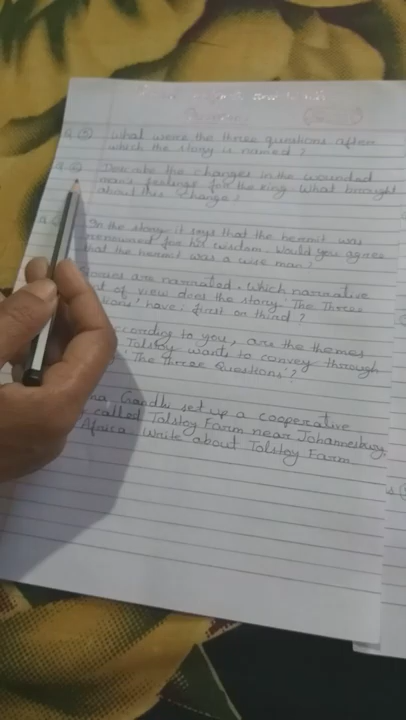 Q ① What were the three questions after
which the story is named?
Q ② Describe the changes in the wounded
man's feelings for the king. What brought
about this change?
In the story it says that the hermit was
renowned for his wisdom. Would you agree
that the hermit was a wise man?
are narrated. Which narrative
of view does the story 'The Three
have: first or third?
according to you, are the themes
Tolstoy wants to convey through
'The Three Questions'?
Gandhi set up a cooperative
called Tolstoy Farm near Johannesburg
Africa. Write about Tolstoy Farm